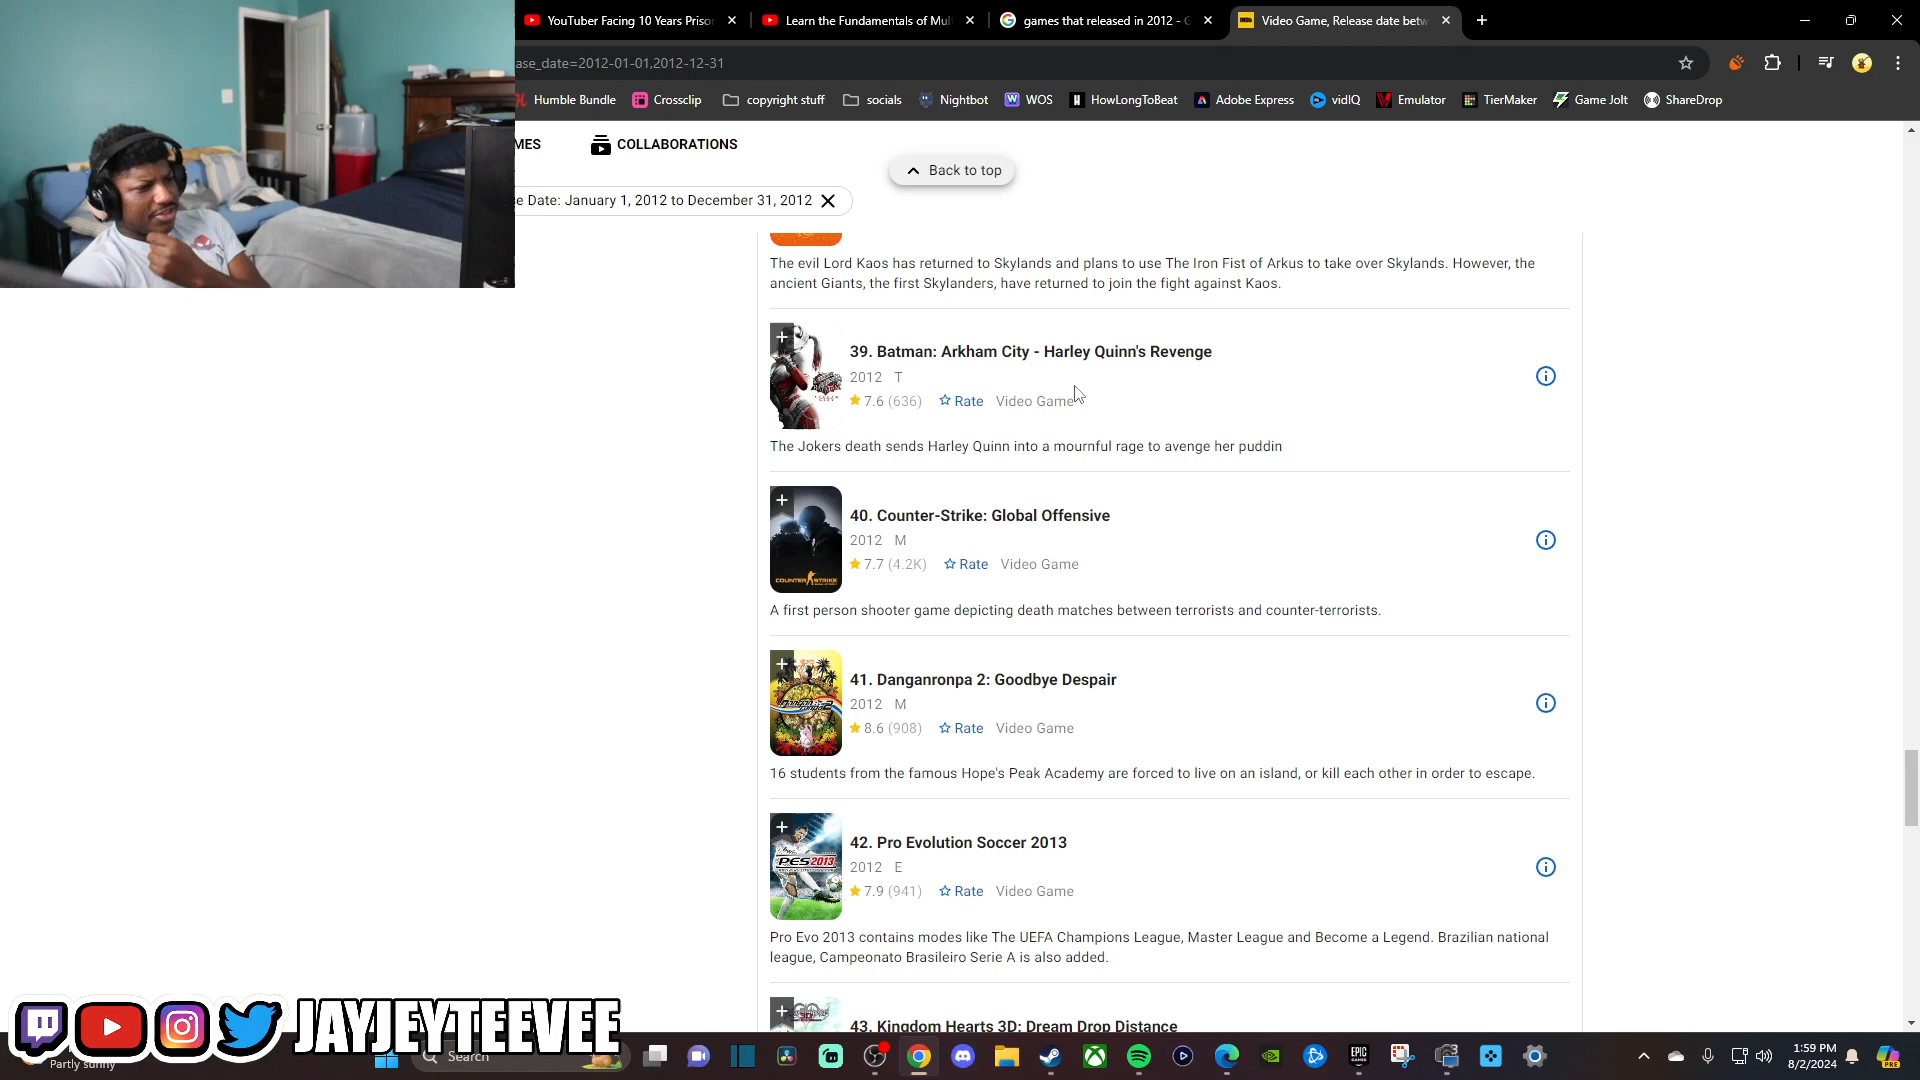 YouTuber Facing 10 Years Priso
Learn the Fundamentals of Mul
games that released in 2012 - G
Video Game, Release date betw
ase_date=2012-01-01,2012-12-31
Humble Bundle
Crossclip
copyright stuff
socials
Nightbot
WOS
HowLongToBeat
Adobe Express
vidIQ
Emulator
TierMaker
Game Jolt
ShareDrop
MES
COLLABORATIONS
Back to top
e Date: January 1, 2012 to December 31, 2012
The evil Lord Kaos has returned to Skylands and plans to use The Iron Fist of Arkus to take over Skylands. However, the
ancient Giants, the first Skylanders, have returned to join the fight against Kaos.
39. Batman: Arkham City - Harley Quinn's Revenge
2012 T
7.6 (636) Rate Video Game
The Jokers death sends Harley Quinn into a mournful rage to avenge her puddin
40. Counter-Strike: Global Offensive
2012 M
7.7 (4.2K) Rate Video Game
COUNTER STRIKE
A first person shooter game depicting death matches between terrorists and counter-terrorists.
41. Danganronpa 2: Goodbye Despair
2012 M
8.6 (908) Rate Video Game
16 students from the famous Hope's Peak Academy are forced to live on an island, or kill each other in order to escape.
42. Pro Evolution Soccer 2013
2012 E
PES2013
7.9 (941) Rate Video Game
Pro Evo 2013 contains modes like The UEFA Champions League, Master League and Become a Legend. Brazilian national
league, Campeonato Brasileiro Serie A is also added.
43. Kingdom Hearts 3D: Dream Drop Distance
JAYJEYTEEVEE
Partly sunny
Search
EPIC
GAMES
1:59 PM
8/2/2024
PRE